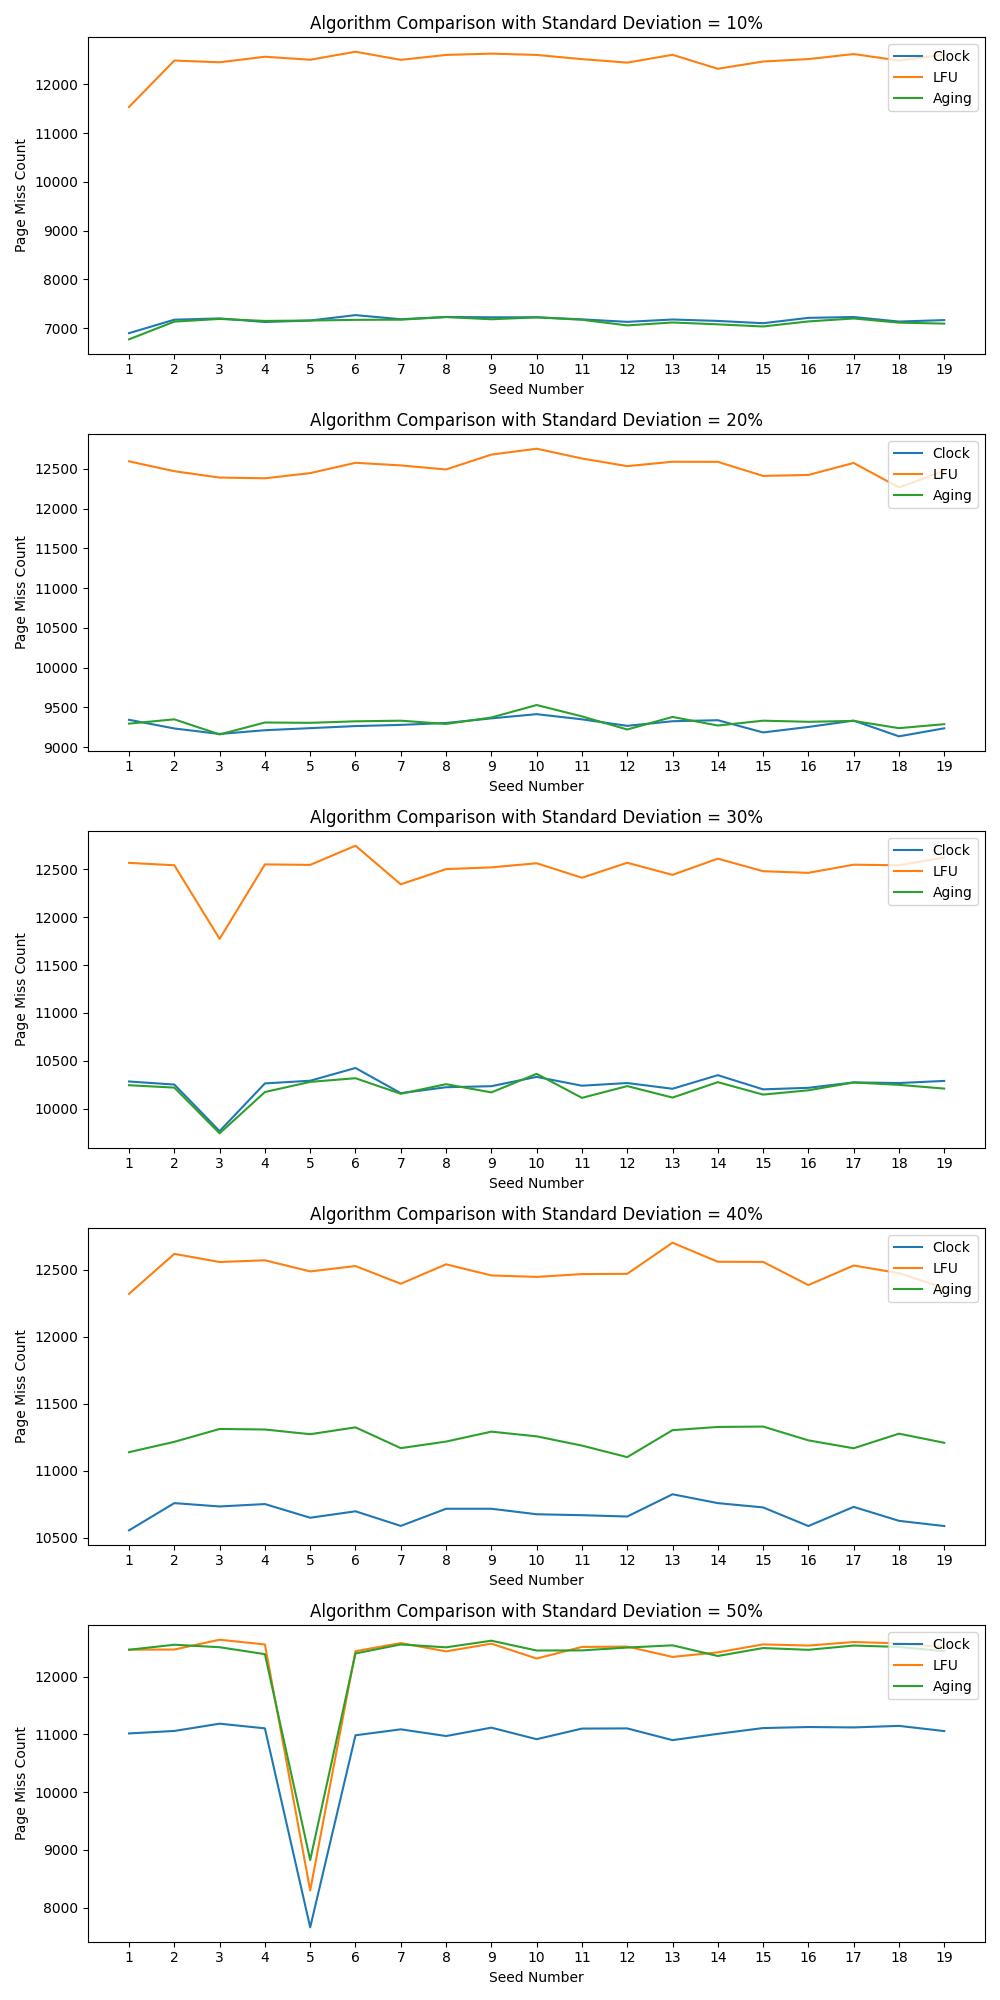 Algorithm Comparison with Standard Deviation = 10%
Clock
LFU
Aging
12000
11000
10000
9000
8000
7000
Page Miss Count
1 2 3 4 5 6 7 8 9 10 11 12 13 14 15 16 17 18 19
Seed Number
Algorithm Comparison with Standard Deviation = 20%
Clock
LFU
Aging
12500
12000
11500
11000
10500
10000
9500
9000
Page Miss Count
1 2 3 4 5 6 7 8 9 10 11 12 13 14 15 16 17 18 19
Seed Number
Algorithm Comparison with Standard Deviation = 30%
Clock
LFU
Aging
12500
12000
11500
11000
10500
10000
Page Miss Count
1 2 3 4 5 6 7 8 9 10 11 12 13 14 15 16 17 18 19
Seed Number
Algorithm Comparison with Standard Deviation = 40%
Clock
LFU
Aging
12500
12000
11500
11000
10500
Page Miss Count
1 2 3 4 5 6 7 8 9 10 11 12 13 14 15 16 17 18 19
Seed Number
Algorithm Comparison with Standard Deviation = 50%
Clock
LFU
Aging
12000
11000
10000
9000
8000
Page Miss Count
1 2 3 4 5 6 7 8 9 10 11 12 13 14 15 16 17 18 19
Seed Number